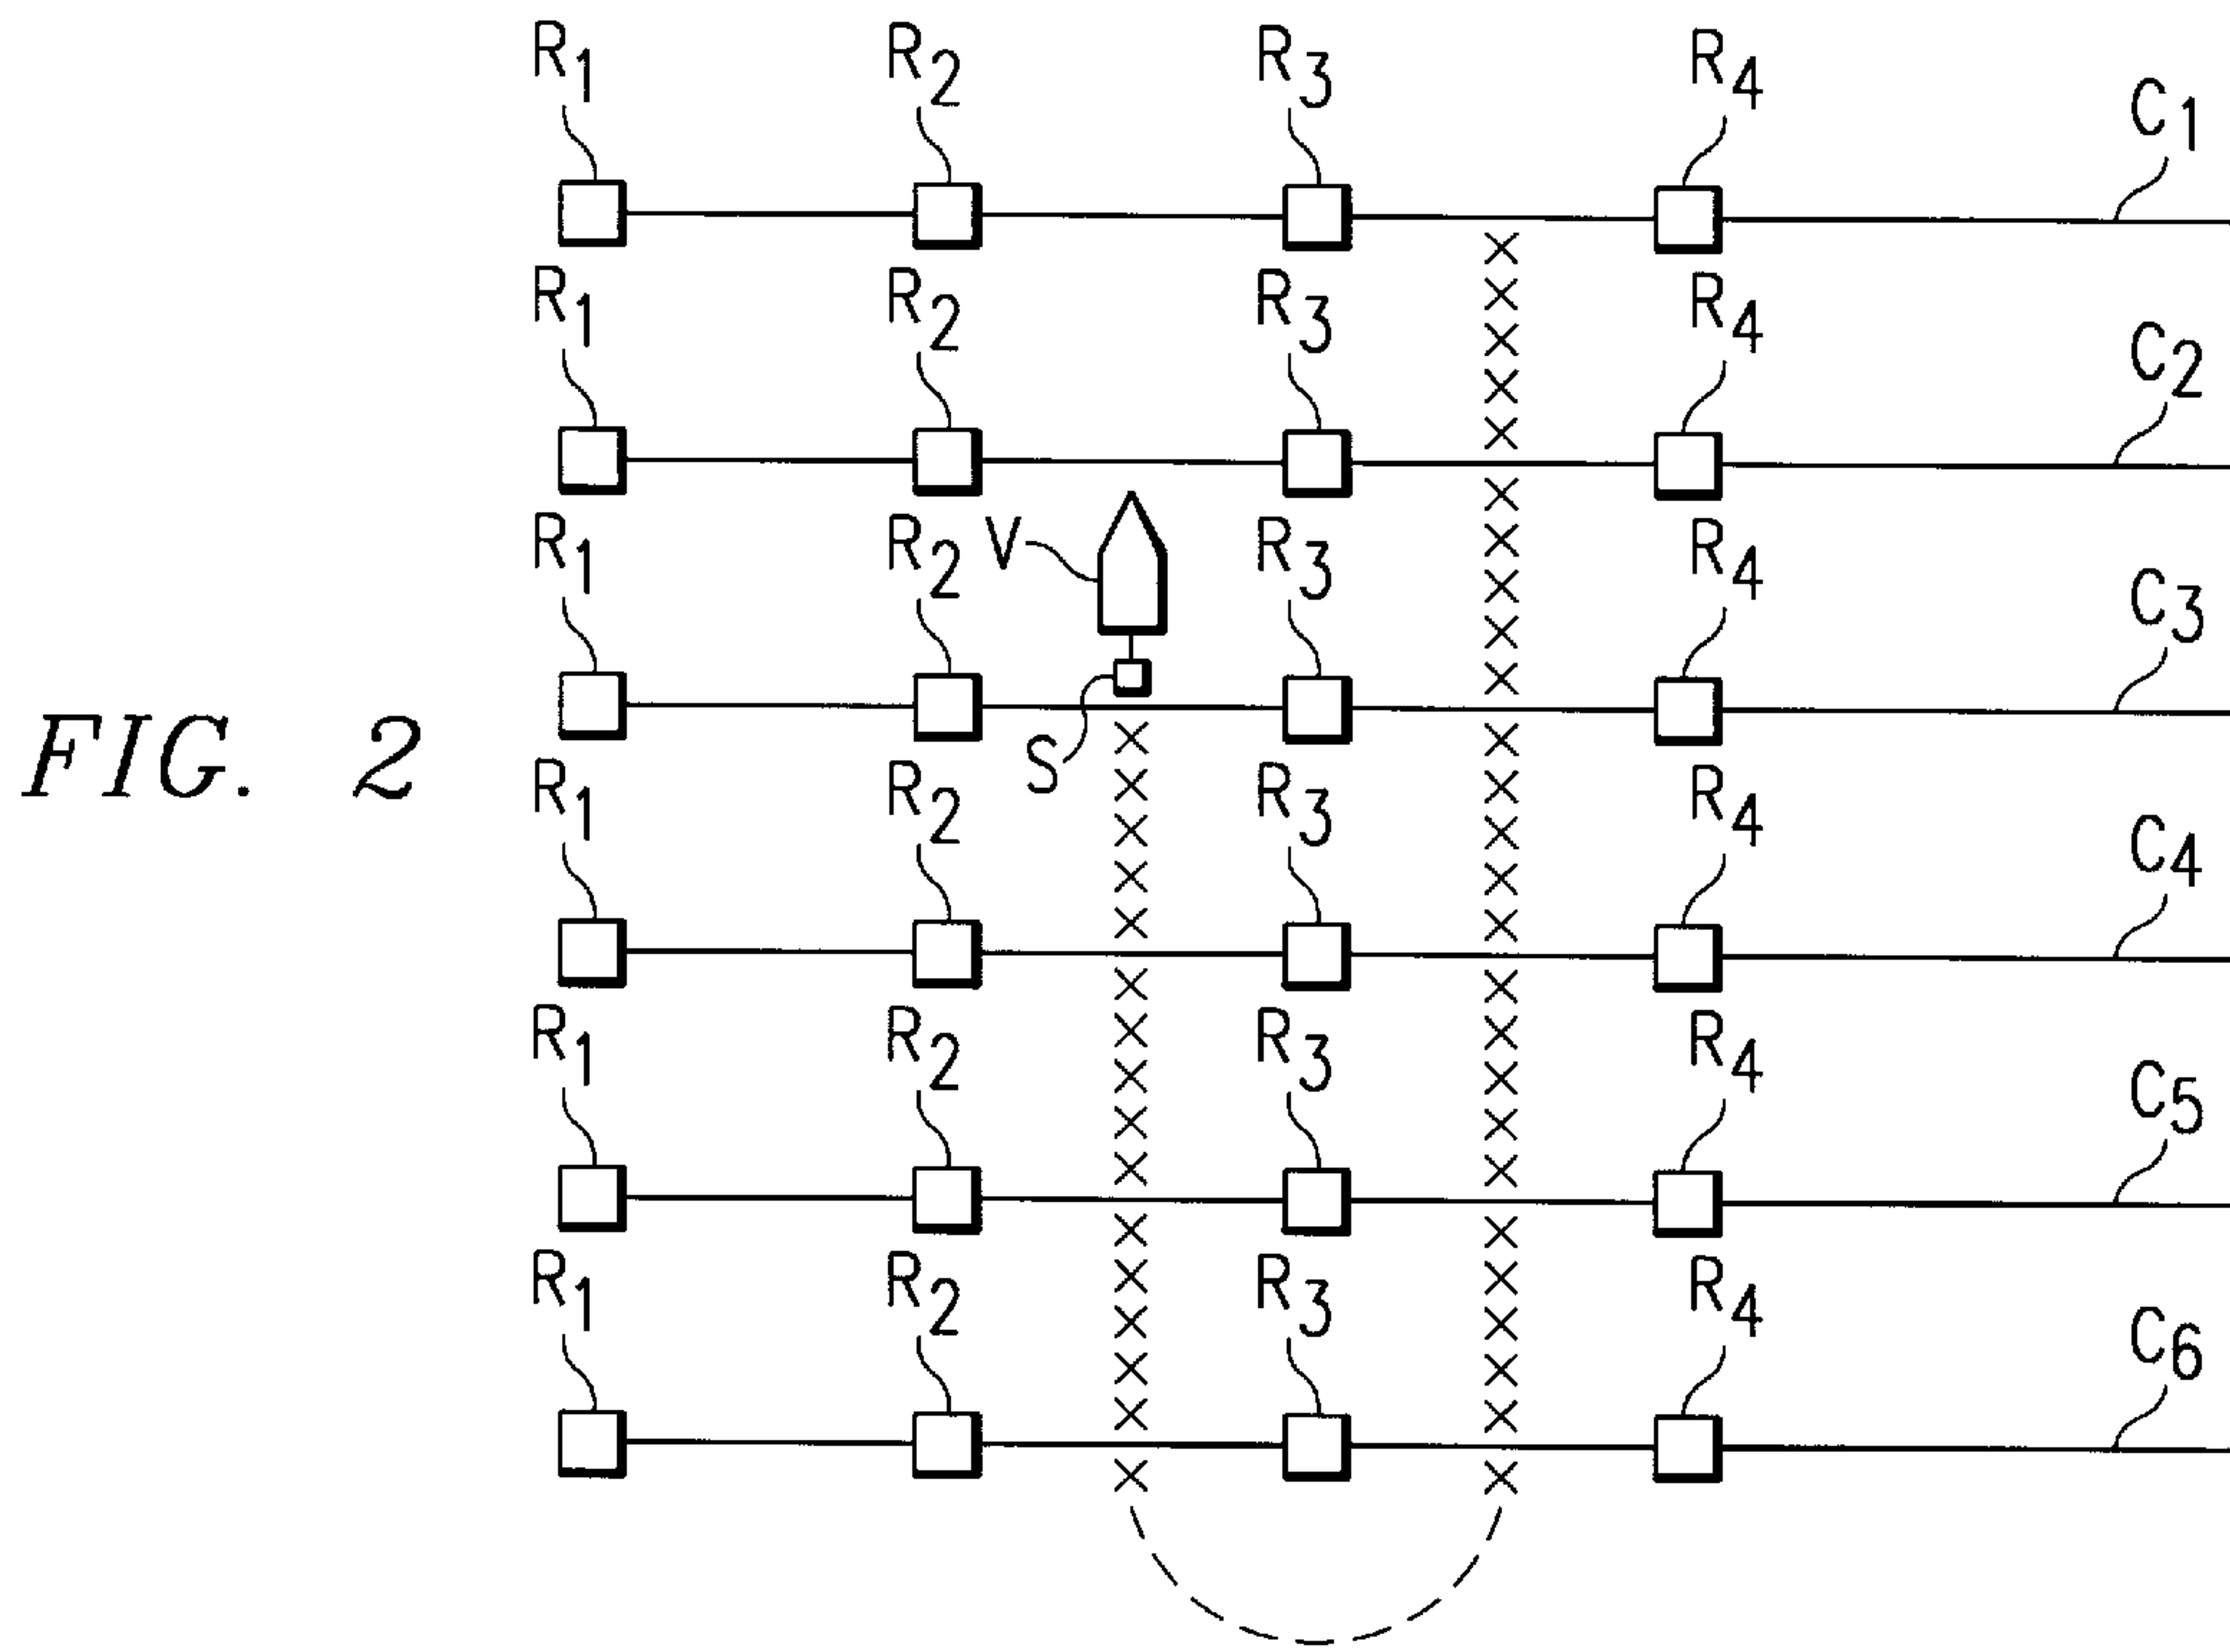 R1 R2 R3 R4 C1
R1 R2 R3 R4 C2
R1 R2 V R3 R4 C3
FIG. 2
S
R1 R2 R3 R4 C4
R1 R2 R3 R4 C5
R1 R2 R3 R4 C6